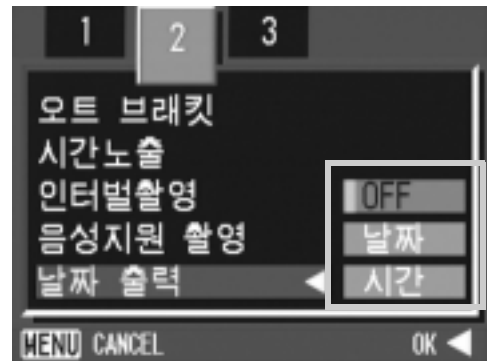 1 2 3
오트 브래킷
시간노출
인터벌촬영 OFF
음성지원 촬영 날짜
날짜 출력 ◀ 시간
MENU CANCEL OK ◀